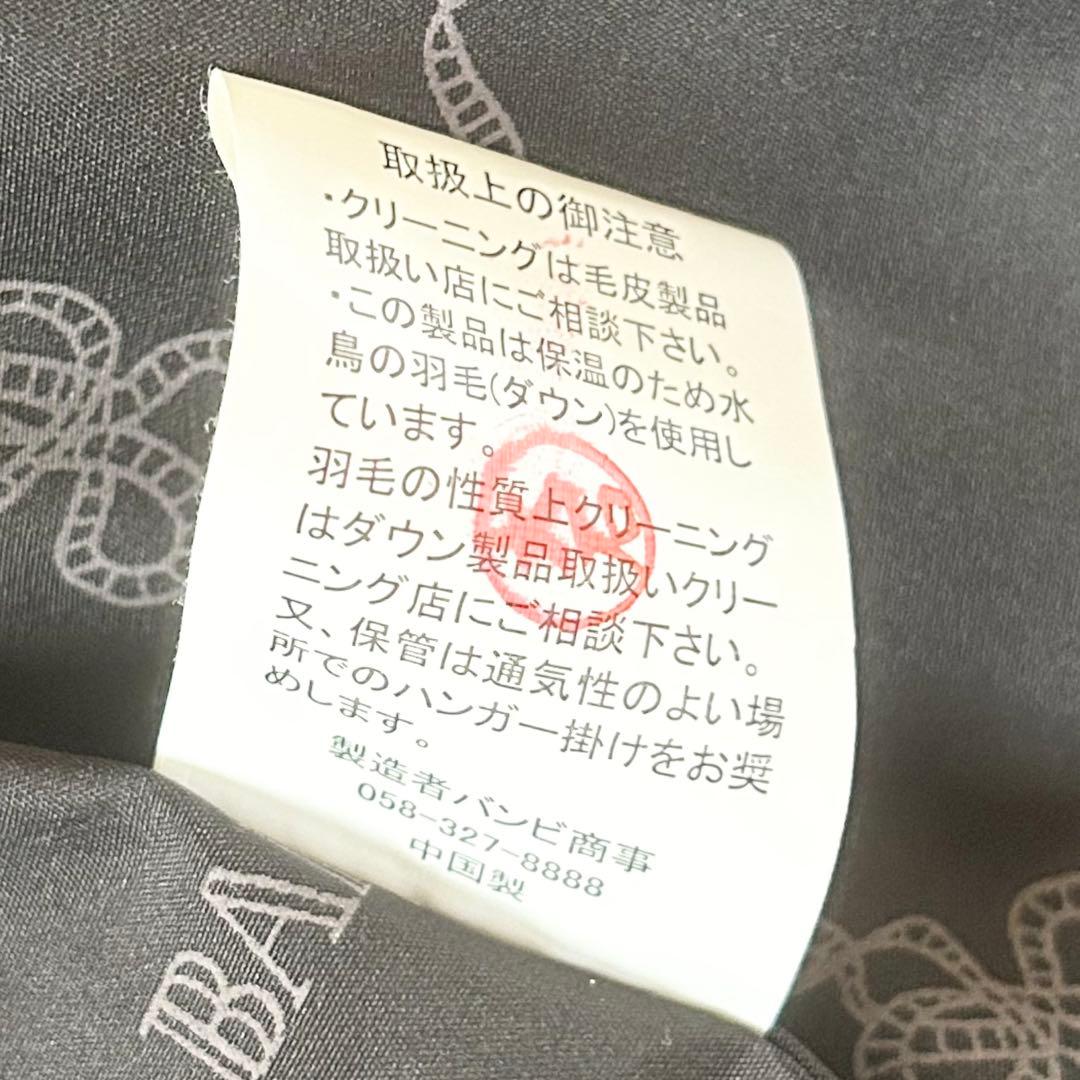 取扱上の御注意
・クリーニングは毛皮製品
取扱い店にご相談下さい。
・この製品は保温のため水
鳥の羽毛(ダウン)を使用し
ています。
羽毛の性質上クリーニング
はダウン製品取扱いクリー
ニング店にご相談下さい。
又、保管は通気性のよい場
所でのハンガー掛けをお奨
めします。
製造者バンビ商事
058-327-8888
中国製
BA